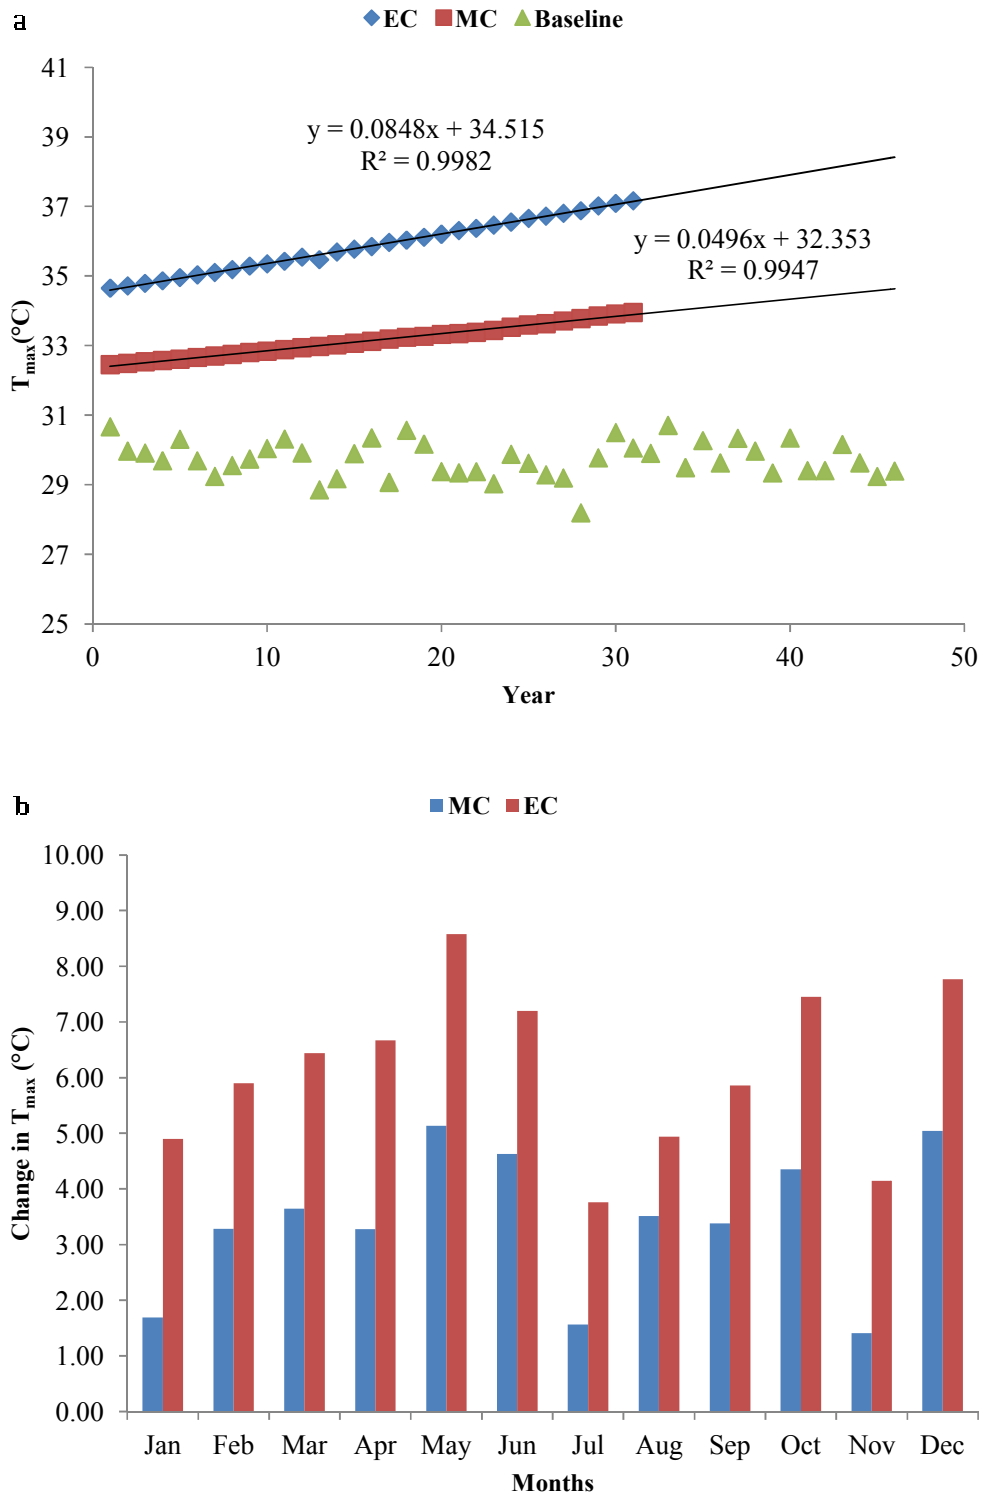 a
EC MC Baseline
41
39
37
35
33
31
29
27
25
y = 0.0848x + 34.515
R² = 0.9982
y = 0.0496x + 32.353
R² = 0.9947
Tmax(°C)
0 10 20 30 40 50
Year
b
MC EC
10.00
9.00
8.00
7.00
6.00
5.00
4.00
3.00
2.00
1.00
0.00
Change in Tmax (°C)
Jan Feb Mar Apr May Jun Jul Aug Sep Oct Nov Dec
Months